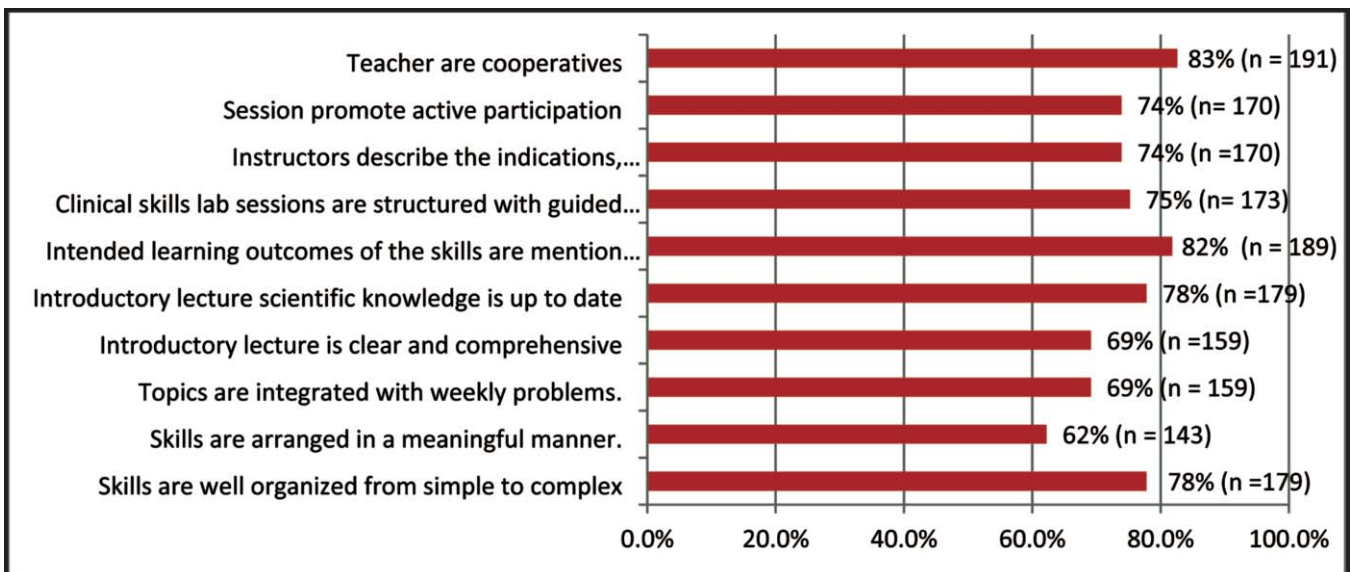 Teacher are cooperatives 83% (n = 191)
Session promote active participation 74% (n= 170)
Instructors describe the indications,... 74% (n =170)
Clinical skills lab sessions are structured with guided... 75% (n= 173)
Intended learning outcomes of the skills are mention... 82% (n = 189)
Introductory lecture scientific knowledge is up to date 78% (n =179)
Introductory lecture is clear and comprehensive 69% (n =159)
Topics are integrated with weekly problems. 69% (n = 159)
Skills are arranged in a meaningful manner. 62% (n = 143)
Skills are well organized from simple to complex 78% (n =179)
0.0% 20.0% 40.0% 60.0% 80.0% 100.0%